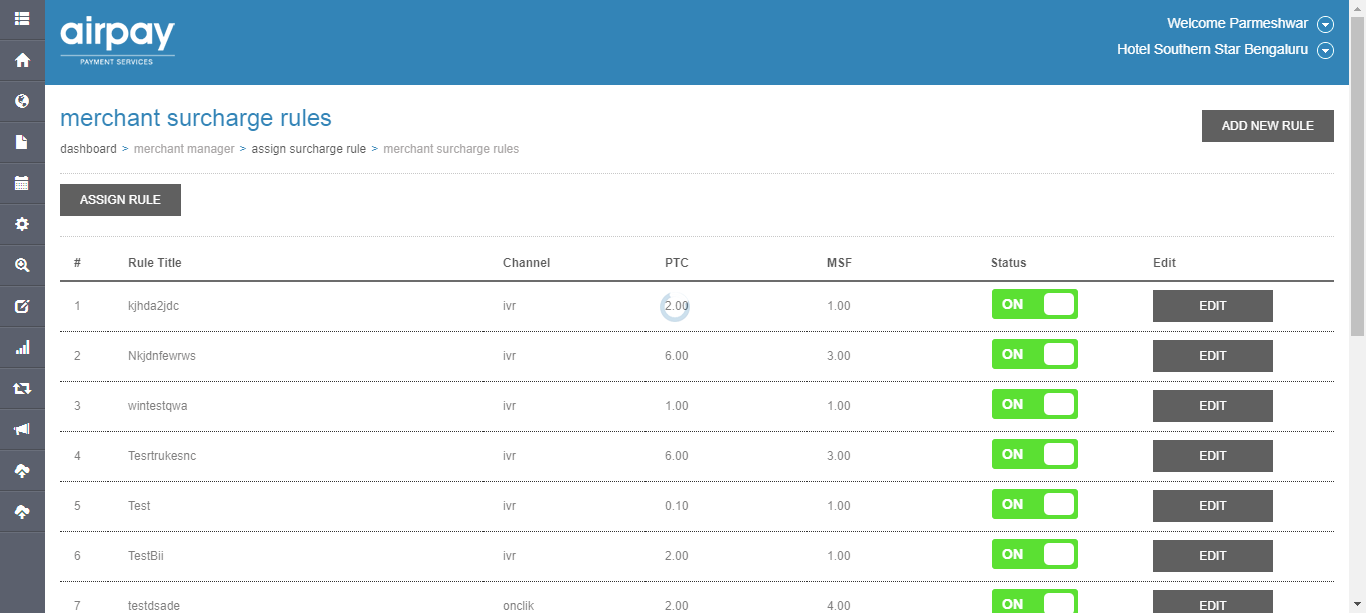 airpay
PAYMENT SERVICES
Welcome Parmeshwar
Hotel Southern Star Bengaluru
merchant surcharge rules
ADD NEW RULE
dashboard > merchant manager > assign surcharge rule > merchant surcharge rules
ASSIGN RULE
# Rule Title Channel PTC MSF Status Edit
1 kjhda2jdc ivr 2.00 1.00 ON EDIT
2 Nkjdnfewrws ivr 6.00 3.00 ON EDIT
3 wintestqwa ivr 1.00 1.00 ON EDIT
4 Tesrtrukesnc ivr 6.00 3.00 ON EDIT
5 Test ivr 0.10 1.00 ON EDIT
6 TestBii ivr 2.00 1.00 ON EDIT
7 testdsade onclik 2.00 4.00 ON EDIT